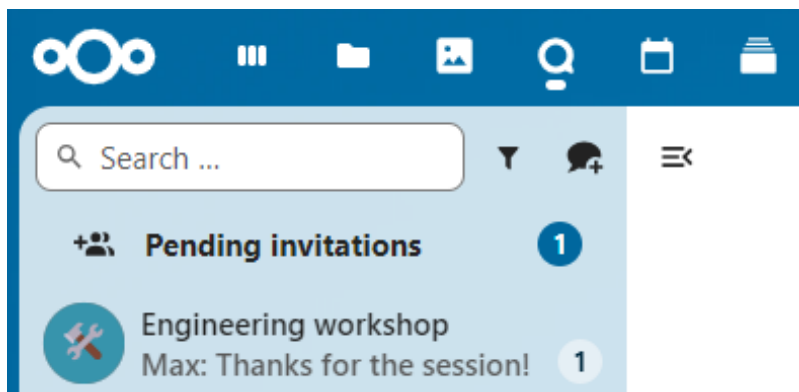 Search ...
Pending invitations 1
Engineering workshop
Max: Thanks for the session! 1